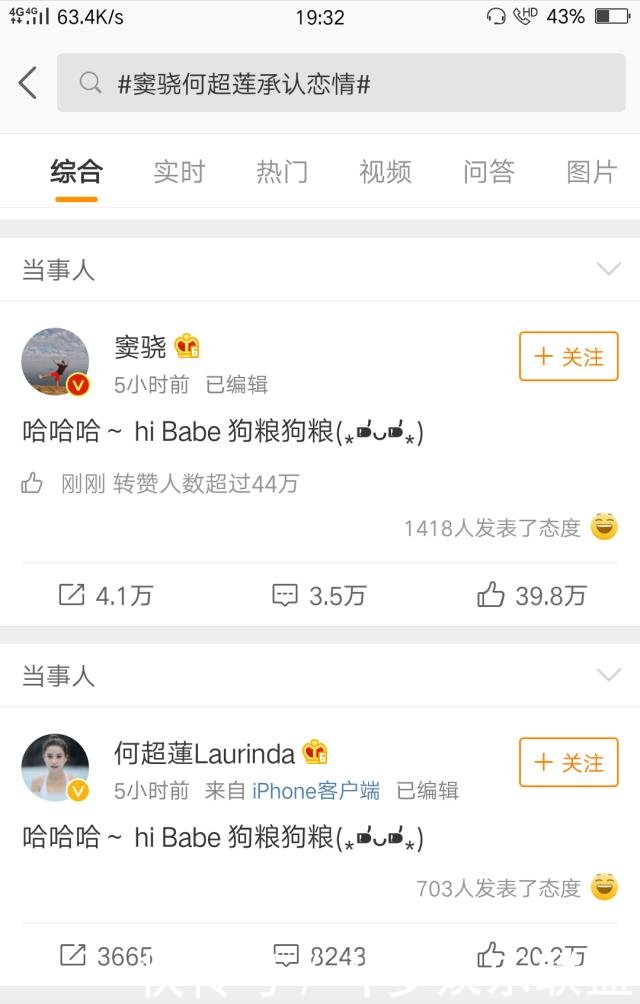 4G 4G 63.4K/s 19:32 HD 43%
#窦骁何超莲承认恋情#
综合 实时 热门 视频 问答 图片
当事人
窦骁
+ 关注
5小时前 已编辑
哈哈哈~ hi Babe 狗粮狗粮
刚刚 转赞人数超过44万
1418人发表了态度
4.1万 3.5万 39.8万
当事人
何超蓮Laurinda
+ 关注
5小时前 来自 iPhone客户端 已编辑
哈哈哈~ hi Babe 狗粮狗粮
703人发表了态度
3665 8243 20.2万